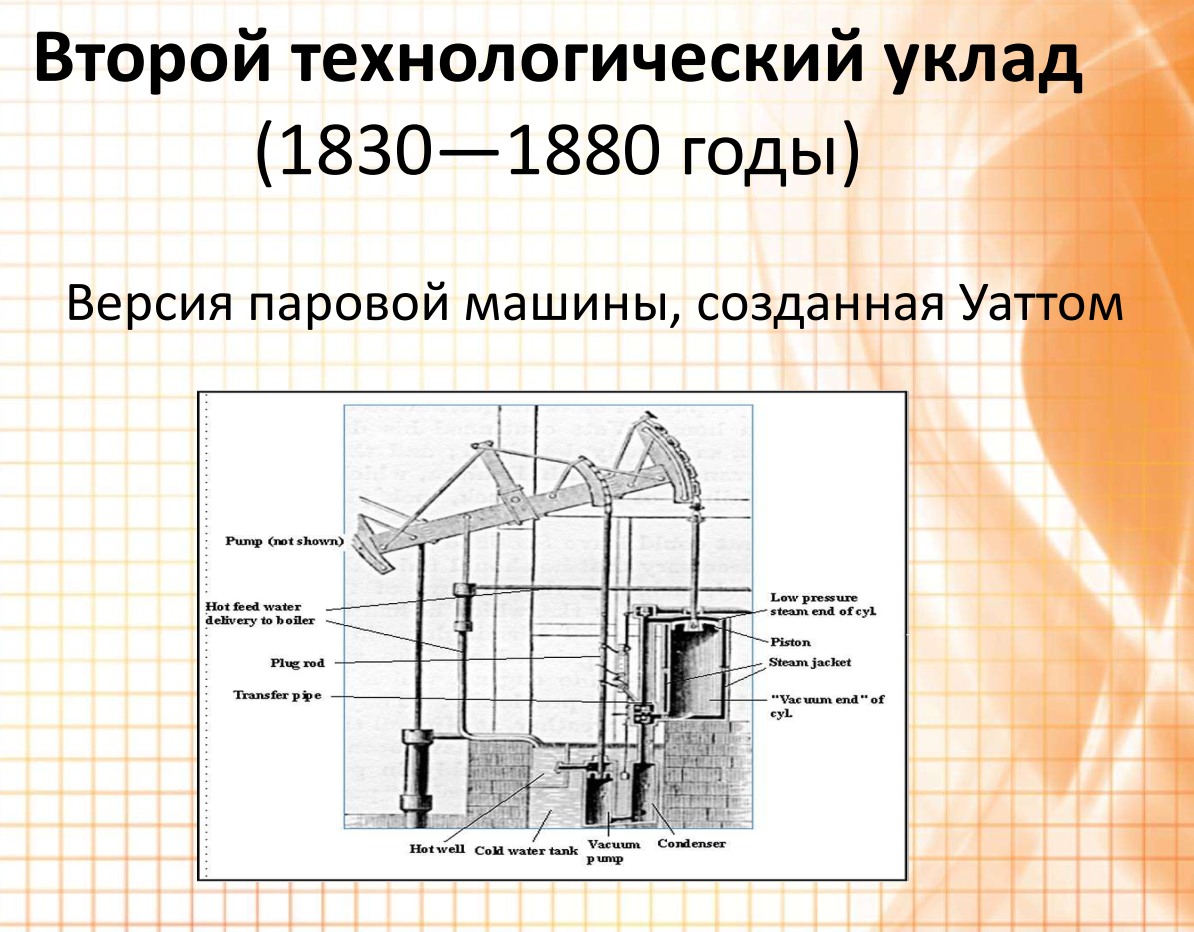 Второй технологический уклад
(1830—1880 годы)
Версия паровой машины, созданная Уаттом
Pump (not shown)
Hot feed water
delivery to boiler
Plug rod
Transfer pipe
Low pressure
steam end of cyl.
Piston
Steam jacket
"Vacuum end" of
cyl.
Hot well
Cold water tank
Vacuum
pump
Condenser